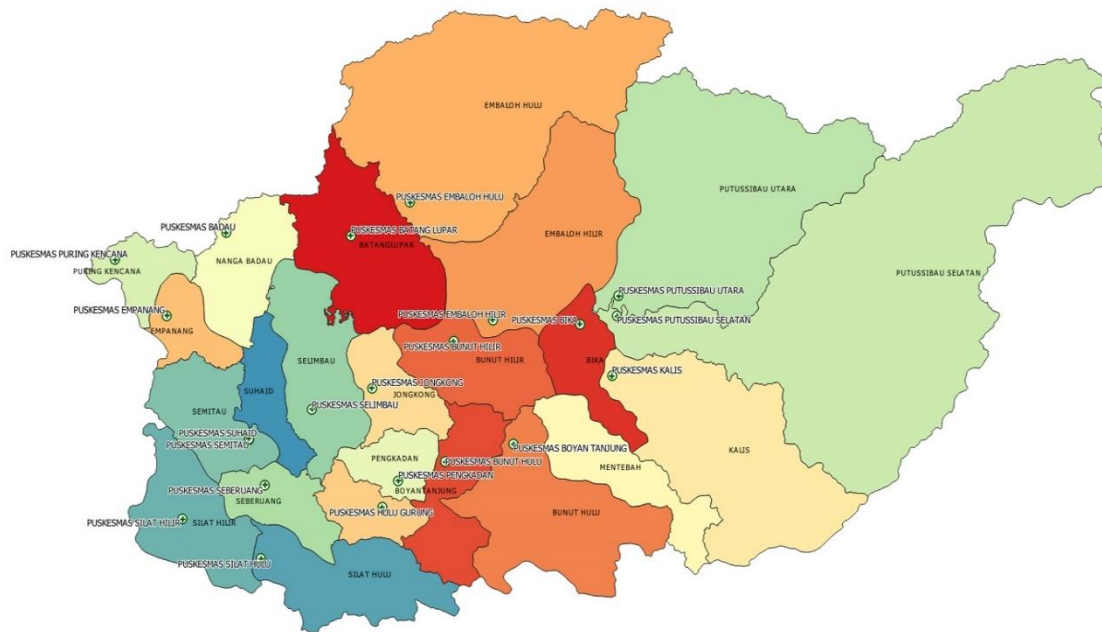 EMBALOH HULU
PUTUSSIBAU UTARA
PUSKESMAS EMBALOH HULU
PUSKESMAS BADAU
PUSKESMAS BATANG LUPAR
EMBALOH HILIR
BATANGLUPAR
PUSKESMAS PURING KENCANA
NANGA BADAU
PURING KENCANA
PUTUSSIBAU SELATAN
PUSKESMAS PUTUSSIBAU UTARA
PUSKESMAS EMPANANG
PUSKESMAS EMBALOH HILIR
PUSKESMAS BIKA
PUSKESMAS PUTUSSIBAU SELATAN
EMPANANG
PUSKESMAS BUNUT HILIR
SELIMBAU
BUNUT HILIR
BIKA
PUSKESMAS KALIS
SUHAID
PUSKESMAS JONGKONG
JONGKONG
PUSKESMAS SELIMBAU
SEMITAU
PUSKESMAS SUHAID
PUSKESMAS SEMITAU
PUSKESMAS BOYAN TANJUNG
KALIS
PENGKADAN
PUSKESMAS BUNUT HULU
MENTEBAH
PUSKESMAS PENGKADAN
PUSKESMAS SEBERUANG
BOYANTANJUNG
SEBERUANG
PUSKESMAS HULU GURUNG
BUNUT HULU
PUSKESMAS SILAT HILIR
SILAT HILIR
PUSKESMAS SILAT HULU
SILAT HULU